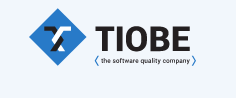 TIOBE
⟨ the software quality company ⟩